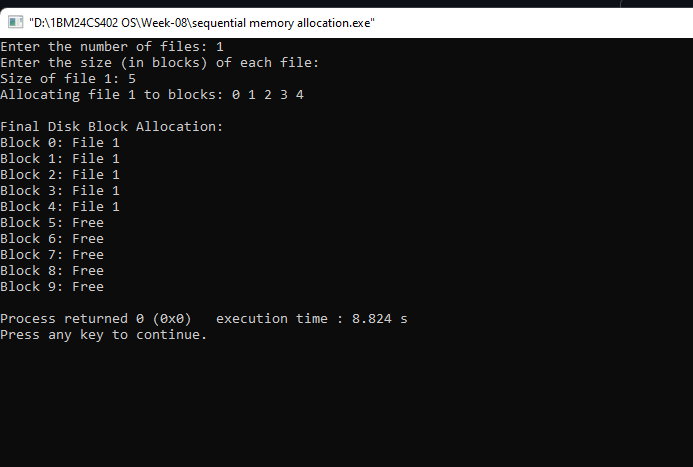 "D:\1BM24CS402 OS\Week-08\sequential memory allocation.exe"
Enter the number of files: 1
Enter the size (in blocks) of each file:
Size of file 1: 5
Allocating file 1 to blocks: 0 1 2 3 4
Final Disk Block Allocation:
Block 0: File 1
Block 1: File 1
Block 2: File 1
Block 3: File 1
Block 4: File 1
Block 5: Free
Block 6: Free
Block 7: Free
Block 8: Free
Block 9: Free
Process returned 0 (0x0)   execution time : 8.824 s
Press any key to continue.